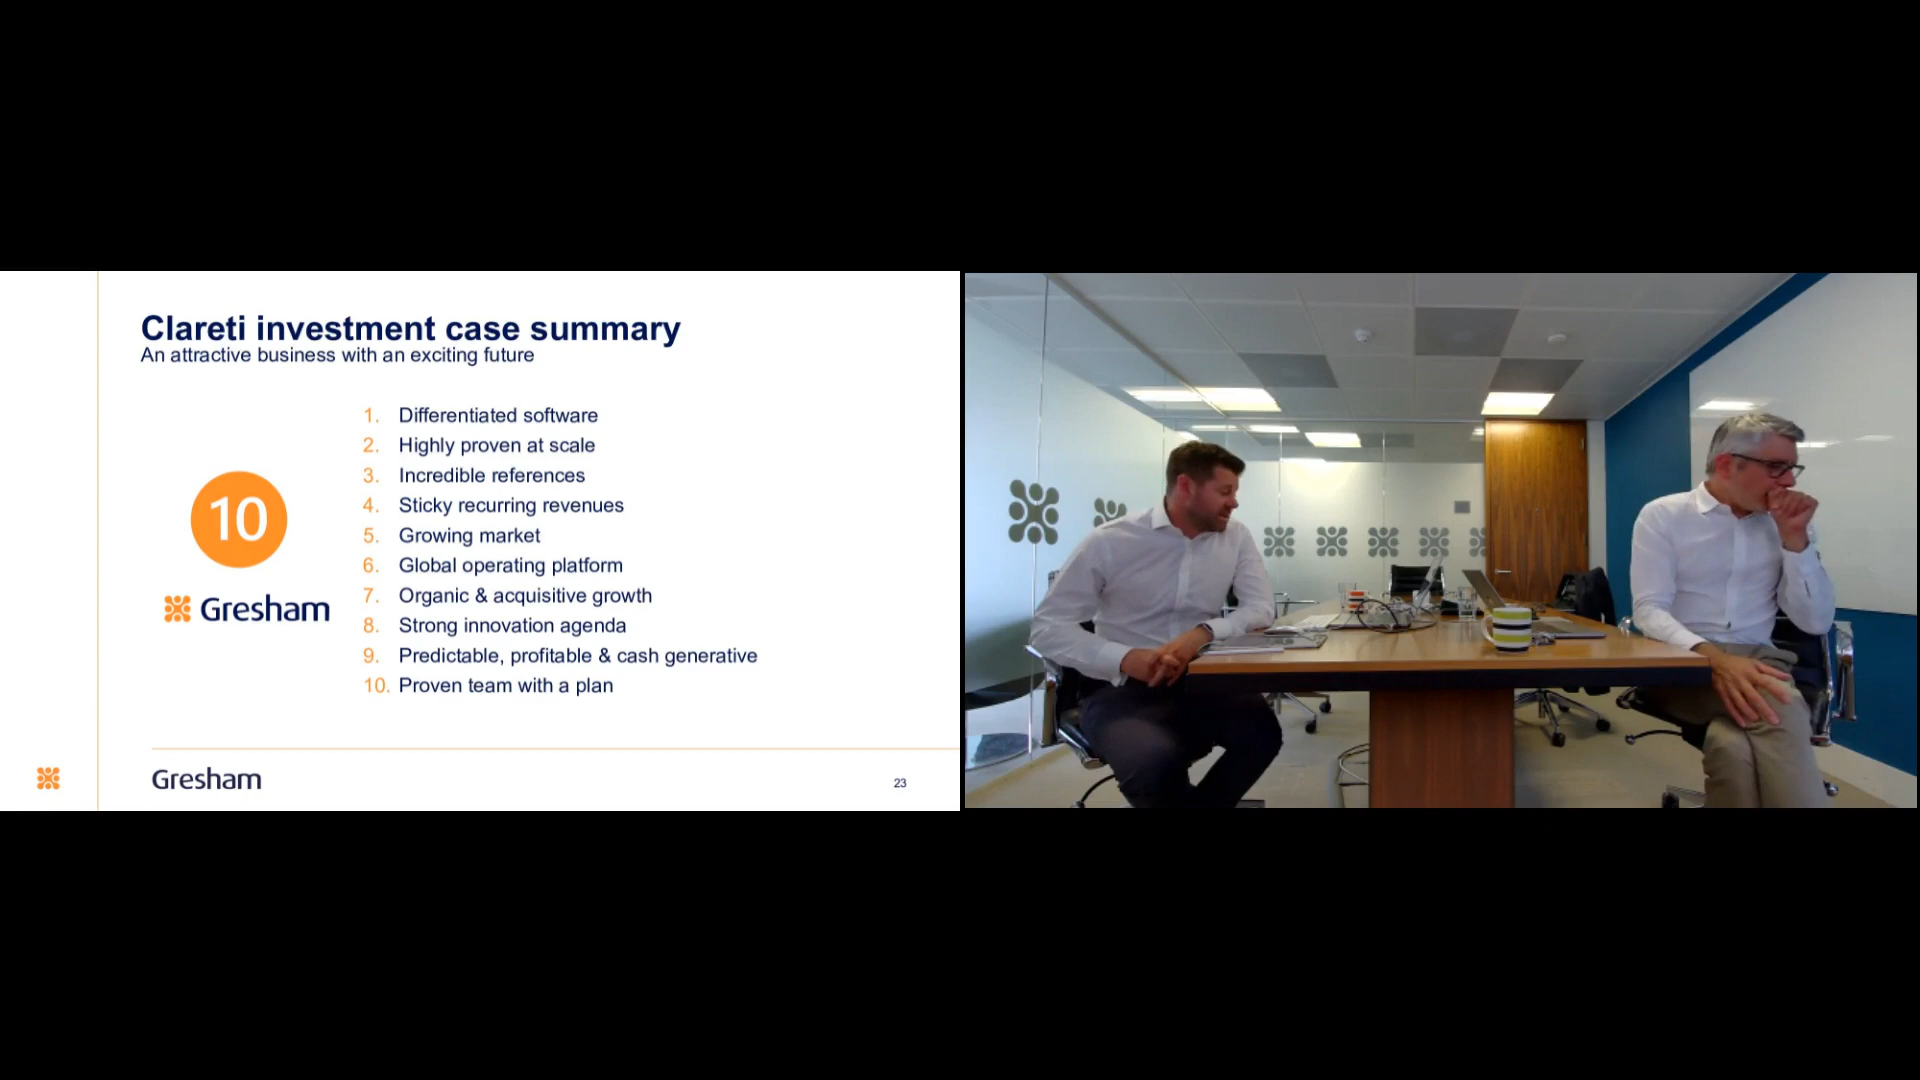 Clareti investment case summary
An attractive business with an exciting future
1. Differentiated software
2. Highly proven at scale
3. Incredible references
4. Sticky recurring revenues
5. Growing market
6. Global operating platform
7. Organic & acquisitive growth
8. Strong innovation agenda
9. Predictable, profitable & cash generative
10. Proven team with a plan
10
Gresham
Gresham
23